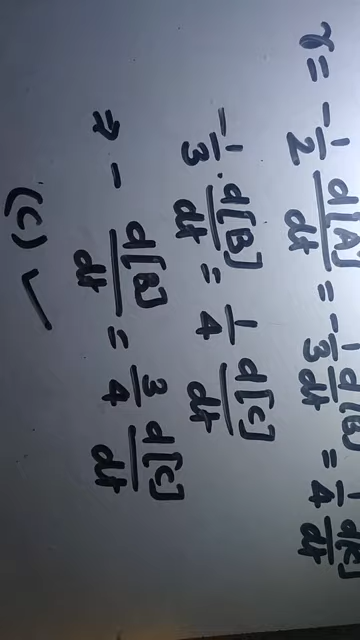 r = -1/2 d[A]/dt = -1/3 d[B]/dt = 1/4 d[C]/dt
-1/3 · d[B]/dt = 1/4 d[C]/dt
⇒ - d[B]/dt = 3/4 d[C]/dt
(C) ✓